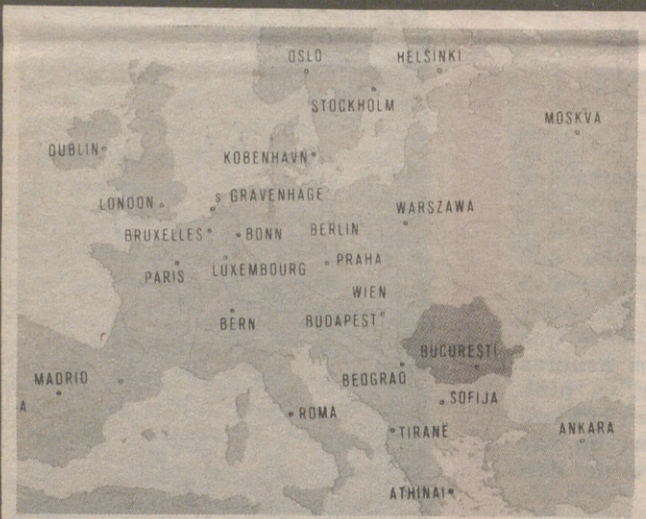 OSLO
HELSINKI
STOCKHOLM
MOSKVA
DUBLIN
KOBENHAVN
s GRAVENHAGE
LONDON
WARSZAWA
BRUXELLES
BONN
BERLIN
PARIS
LUXEMBOURG
PRAHA
WIEN
BERN
BUDAPEST
BUCUREŞTI
MADRID
BEOGRAD
SOFIJA
A
ROMA
TIRANE
ANKARA
ATHINAI